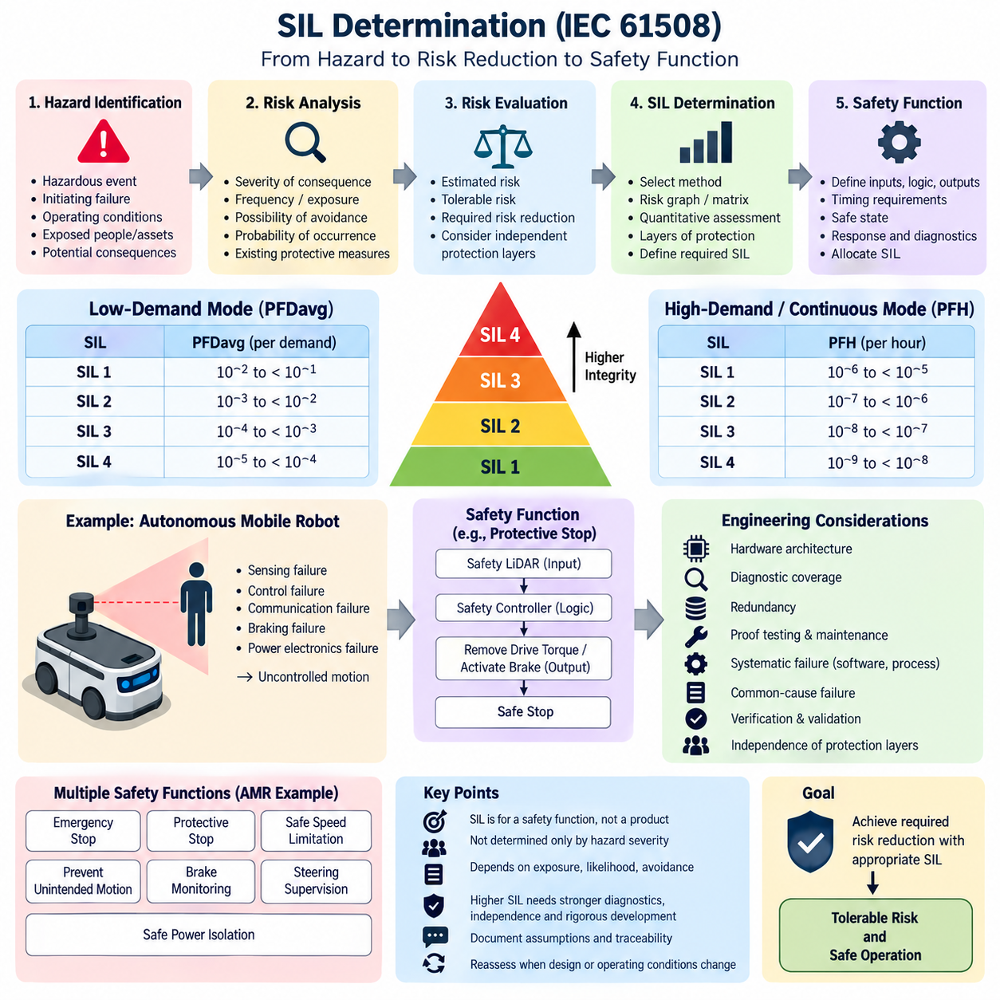 SIL Determination (IEC 61508)
From Hazard to Risk Reduction to Safety Function
1. Hazard Identification
• Hazardous event
• Initiating failure
• Operating conditions
• Exposed people/assets
• Potential consequences
2. Risk Analysis
• Severity of consequence
• Frequency / exposure
• Possibility of avoidance
• Probability of occurrence
• Existing protective measures
3. Risk Evaluation
• Estimated risk
• Tolerable risk
• Required risk reduction
• Consider independent
protection layers
4. SIL Determination
• Select method
• Risk graph / matrix
• Quantitative assessment
• Layers of protection
• Define required SIL
5. Safety Function
• Define inputs, logic, outputs
• Timing requirements
• Safe state
• Response and diagnostics
• Allocate SIL
Low-Demand Mode (PFDavg)
SIL PFDavg (per demand)
SIL 1 10⁻² to < 10⁻¹
SIL 2 10⁻³ to < 10⁻²
SIL 3 10⁻⁴ to < 10⁻³
SIL 4 10⁻⁵ to < 10⁻⁴
SIL 4
SIL 3
SIL 2
SIL 1
Higher
Integrity
High-Demand / Continuous Mode (PFH)
SIL PFH (per hour)
SIL 1 10⁻⁶ to < 10⁻⁵
SIL 2 10⁻⁷ to < 10⁻⁶
SIL 3 10⁻⁸ to < 10⁻⁷
SIL 4 10⁻⁹ to < 10⁻⁸
Example: Autonomous Mobile Robot
• Sensing failure
• Control failure
• Communication failure
• Braking failure
• Power electronics failure
→ Uncontrolled motion
Safety Function
(e.g., Protective Stop)
Safety LiDAR (Input)
Safety Controller (Logic)
Remove Drive Torque /
Activate Brake (Output)
Safe Stop
Engineering Considerations
Hardware architecture
Diagnostic coverage
Redundancy
Proof testing & maintenance
Systematic failure (software, process)
Common-cause failure
Verification & validation
Independence of protection layers
Multiple Safety Functions (AMR Example)
Emergency
Stop
Protective
Stop
Safe Speed
Limitation
Prevent
Unintended Motion
Brake
Monitoring
Steering
Supervision
Safe Power Isolation
Key Points
SIL is for a safety function, not a product
Not determined only by hazard severity
Depends on exposure, likelihood, avoidance
Higher SIL needs stronger diagnostics,
independence and rigorous development
Document assumptions and traceability
Reassess when design or operating conditions change
Goal
Achieve required
risk reduction with
appropriate SIL
Tolerable Risk
and
Safe Operation